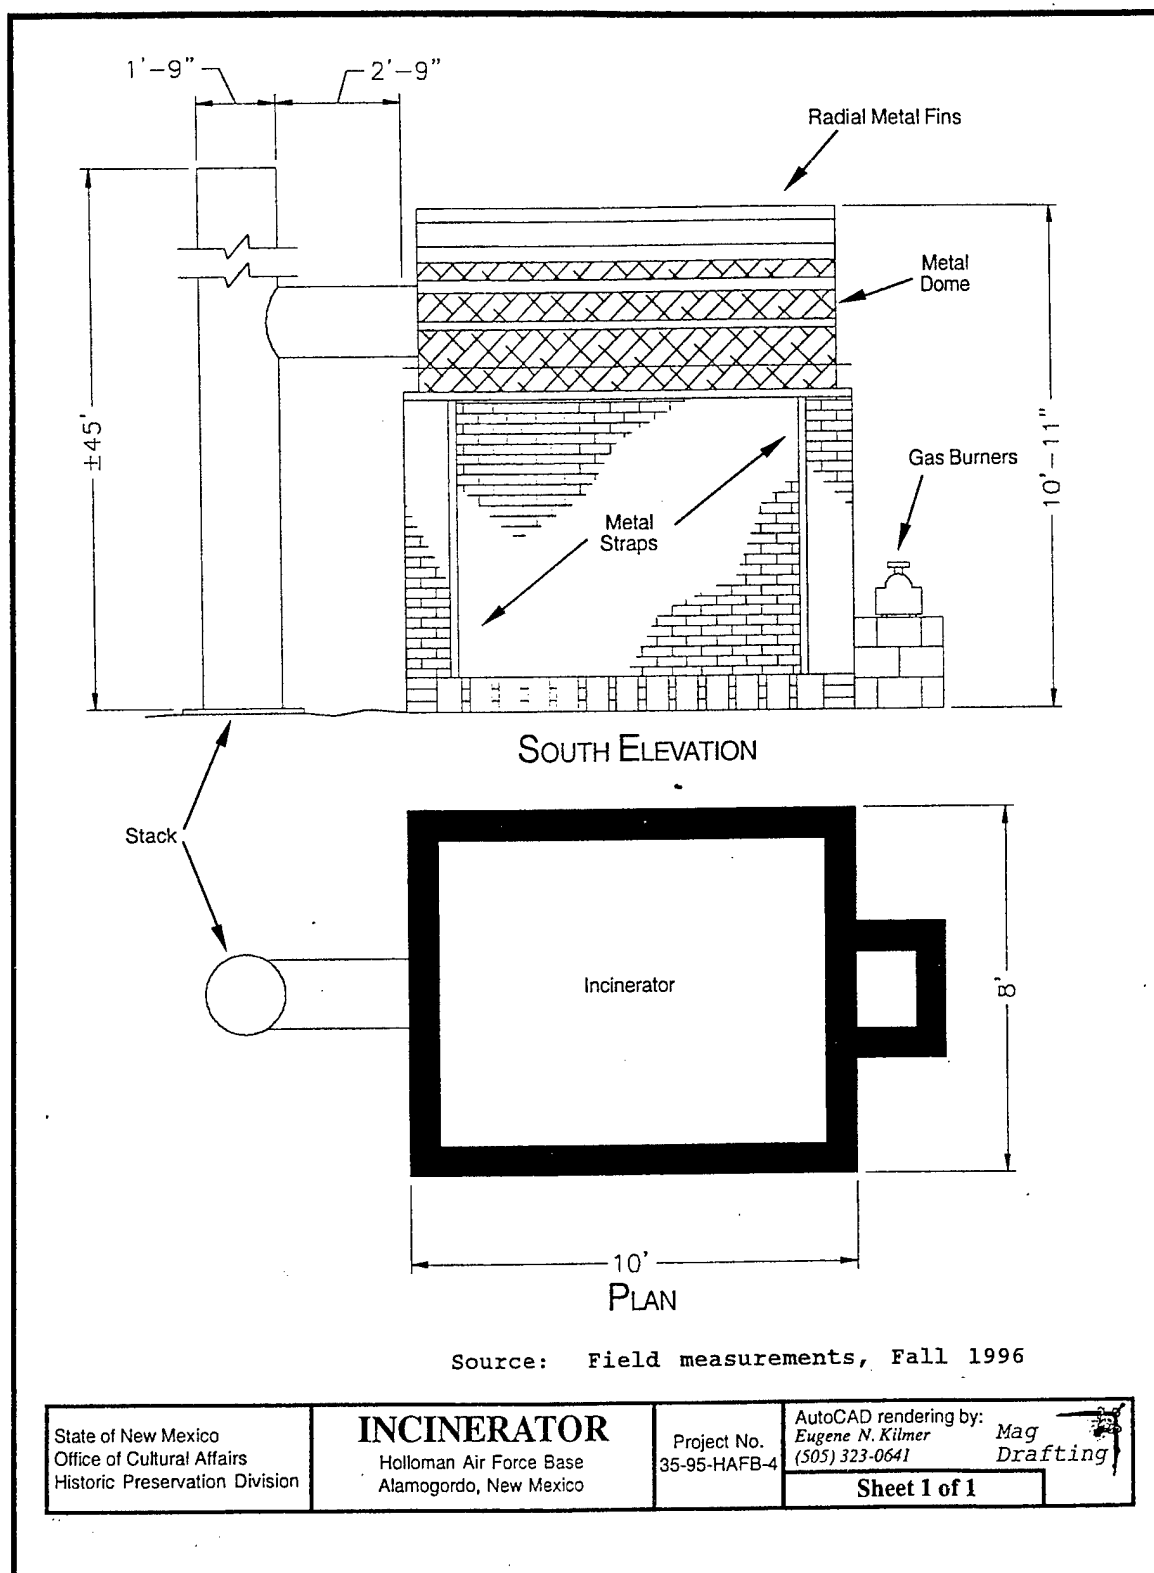 1'-9"
2'-9"
Radial Metal Fins
Metal
Dome
±45'
10'-11"
Gas Burners
Metal
Straps
SOUTH ELEVATION
Stack
Incinerator
8'
10'
PLAN
Source: Field measurements, Fall 1996
State of New Mexico
Office of Cultural Affairs
Historic Preservation Division
INCINERATOR
Holloman Air Force Base
Alamogordo, New Mexico
Project No.
35-95-HAFB-4
AutoCAD rendering by:
Eugene N. Kilmer
(505) 323-0641
Mag
Drafting
Sheet 1 of 1